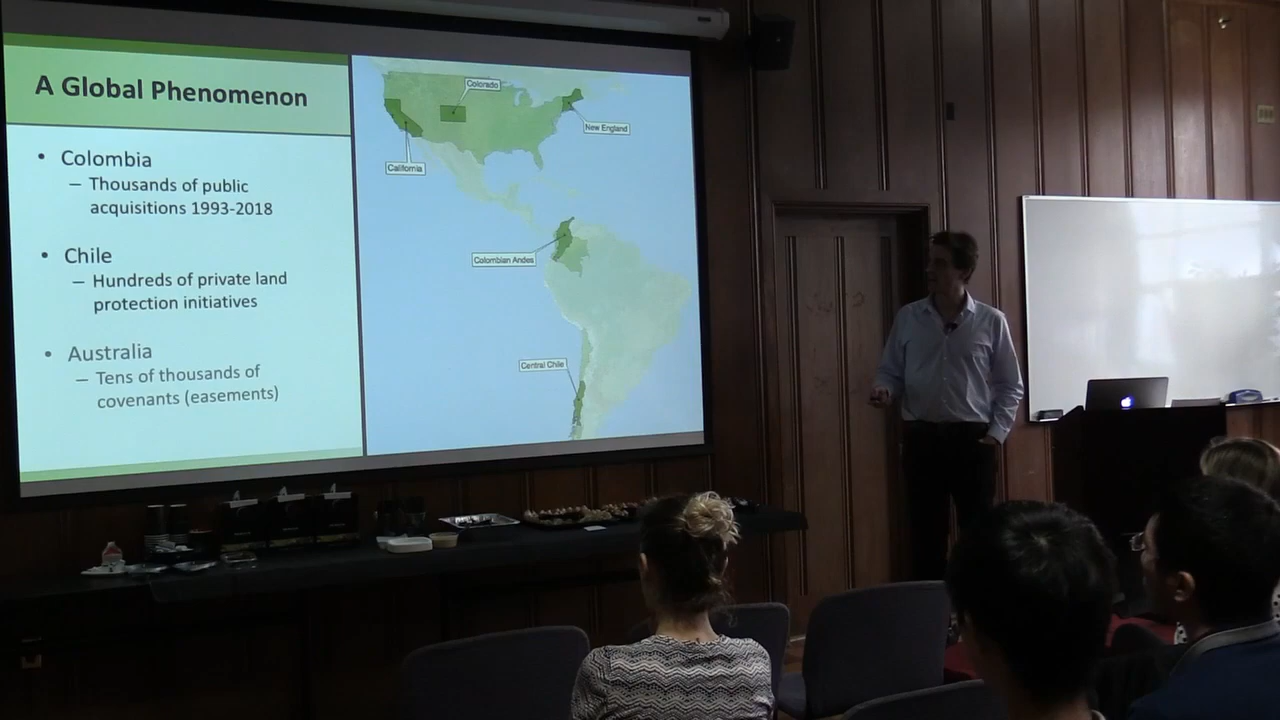 A Global Phenomenon
• Colombia
– Thousands of public
acquisitions 1993-2018
• Chile
– Hundreds of private land
protection initiatives
• Australia
– Tens of thousands of
covenants (easements)
Colorado
New England
California
Colombian Andes
Central Chile